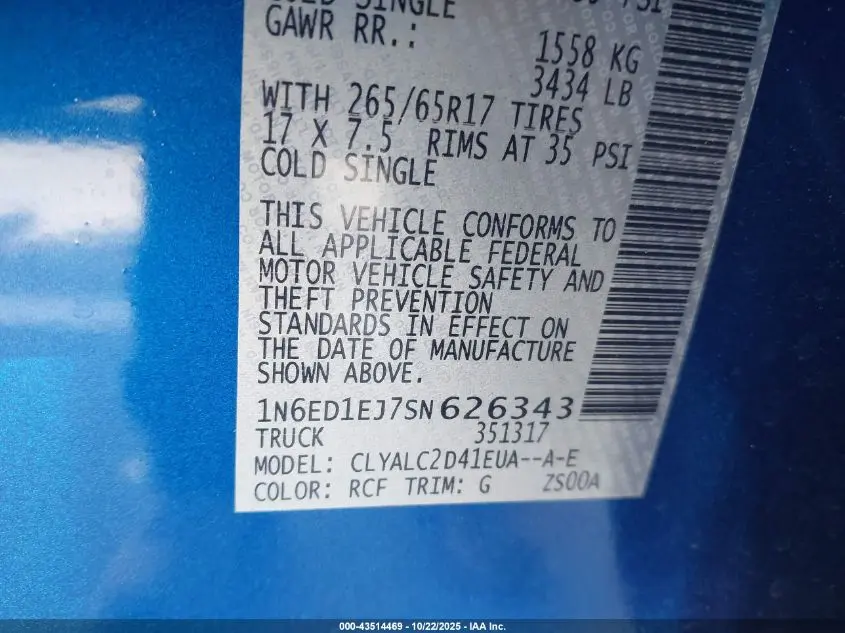 COLD SINGLE PSI
GAWR RR.: 1558 KG
3434 LB
WITH 265/65R17 TIRES
17 X 7.5 RIMS AT 35 PSI
COLD SINGLE
THIS VEHICLE CONFORMS TO
ALL APPLICABLE FEDERAL
MOTOR VEHICLE SAFETY AND
THEFT PREVENTION
STANDARDS IN EFFECT ON
THE DATE OF MANUFACTURE
SHOWN ABOVE.
1N6ED1EJ7SN626343
TRUCK 351317
MODEL: CLYALC2D41EUA--A-E
COLOR: RCF TRIM: G ZS00A
000-43514469 - 10/22/2025 - IAA Inc.